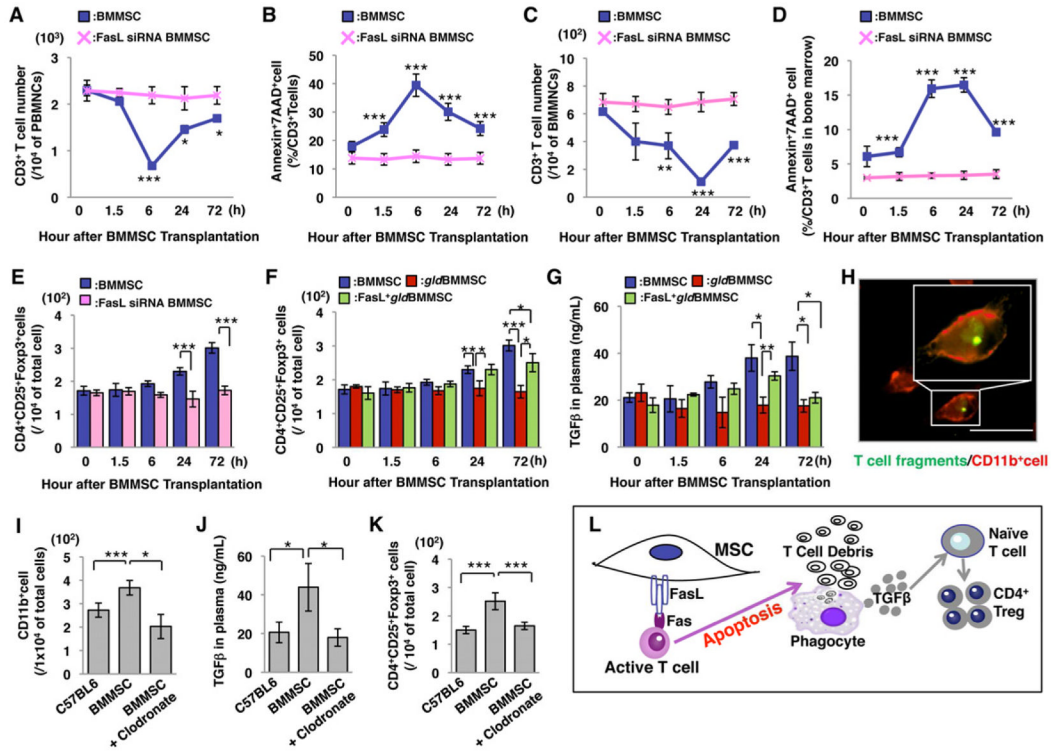 A
:BMMSC
:FasL siRNA BMMSC
(10³)
CD3⁺ T cell number
(/10⁴ of PBMNCs)
3
2
1
0
***
*
*
0 1.5 6 24 72 (h)
Hour after BMMSC Transplantation
B
:BMMSC
:FasL siRNA BMMSC
Annexin⁺7AAD⁺cell
(%/CD3⁺Tcells)
50
40
30
20
10
0
***
***
***
***
0 1.5 6 24 72 (h)
Hour after BMMSC Transplantation
C
:BMMSC
:FasL siRNA BMMSC
(10²)
CD3⁺ T cell number
(/10⁴ of BMMNCs)
10
8
6
4
2
0
**
***
***
0 1.5 6 24 72 (h)
Hour after BMMSC Transplantation
D
:BMMSC
:FasL siRNA BMMSC
Annexin⁺7AAD⁺ cell
(%/CD3⁺T cells in bone marrow)
20
15
10
5
0
***
***
***
***
0 1.5 6 24 72 (h)
Hour after BMMSC Transplantation
E
:BMMSC
:FasL siRNA BMMSC
(10²)
CD4⁺CD25⁺Foxp3⁺cells
(/ 10⁴ of total cell)
4
3
2
1
0
***
***
0 1.5 6 24 72 (h)
Hour after BMMSC Transplantation
F
:BMMSC :gldBMMSC
:FasL⁺gldBMMSC
(10²)
CD4⁺CD25⁺Foxp3⁺cells
(/ 10⁴ of total cell)
4
3
2
1
0
*** ***
*
***
*
0 1.5 6 24 72 (h)
Hour after BMMSC Transplantation
G
:BMMSC :gldBMMSC
:FasL⁺gldBMMSC
TGFβ in plasma (ng/mL)
60
40
20
0
*
**
*
*
0 1.5 6 24 72 (h)
Hour after BMMSC Transplantation
H
T cell fragments/CD11b⁺cell
I
(10²)
CD11b⁺cell
(/1x10⁴ of total cells)
5
4
3
2
1
0
*** *
C57BL6
BMMSC
BMMSC
+ Clodronate
J
TGFβ in plasma (ng/mL)
60
40
20
0
* *
C57BL6
BMMSC
BMMSC
+ Clodronate
K
(10²)
CD4⁺CD25⁺Foxp3⁺ cells
(/ 10⁶ of total cell)
4
3
2
1
0
*** ***
C57BL6
BMMSC
BMMSC
+ Clodronate
L
MSC
FasL
Fas
Active T cell
Apoptosis
T Cell Debris
Phagocyte
TGFβ
Naïve
T cell
CD4⁺
Treg